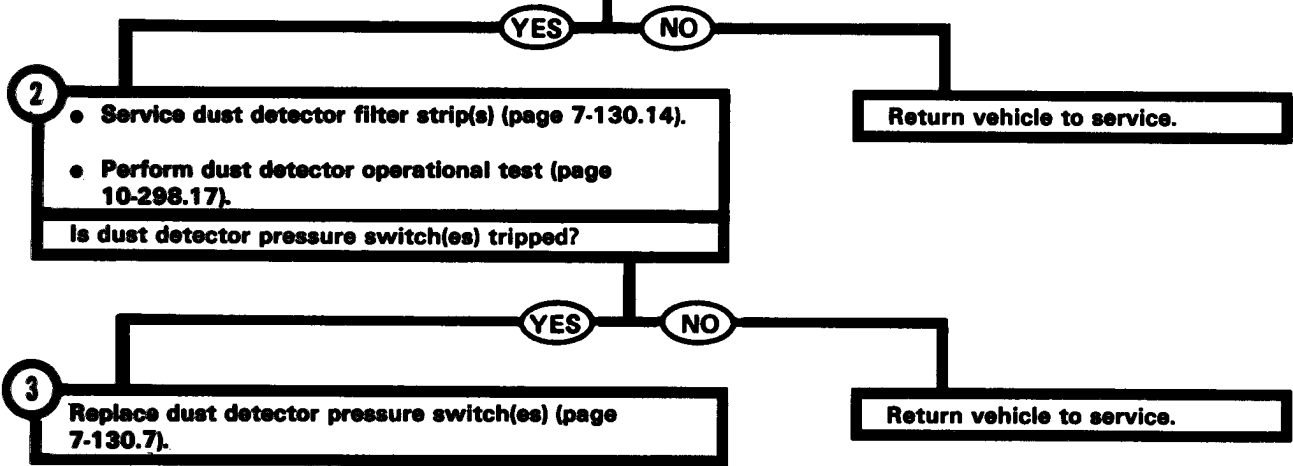 YES NO
2
• Service dust detector filter strip(s) (page 7-130.14).
Return vehicle to service.
• Perform dust detector operational test (page
10-298.17).
Is dust detector pressure switch(es) tripped?
YES NO
3
Replace dust detector pressure switch(es) (page
7-130.7).
Return vehicle to service.